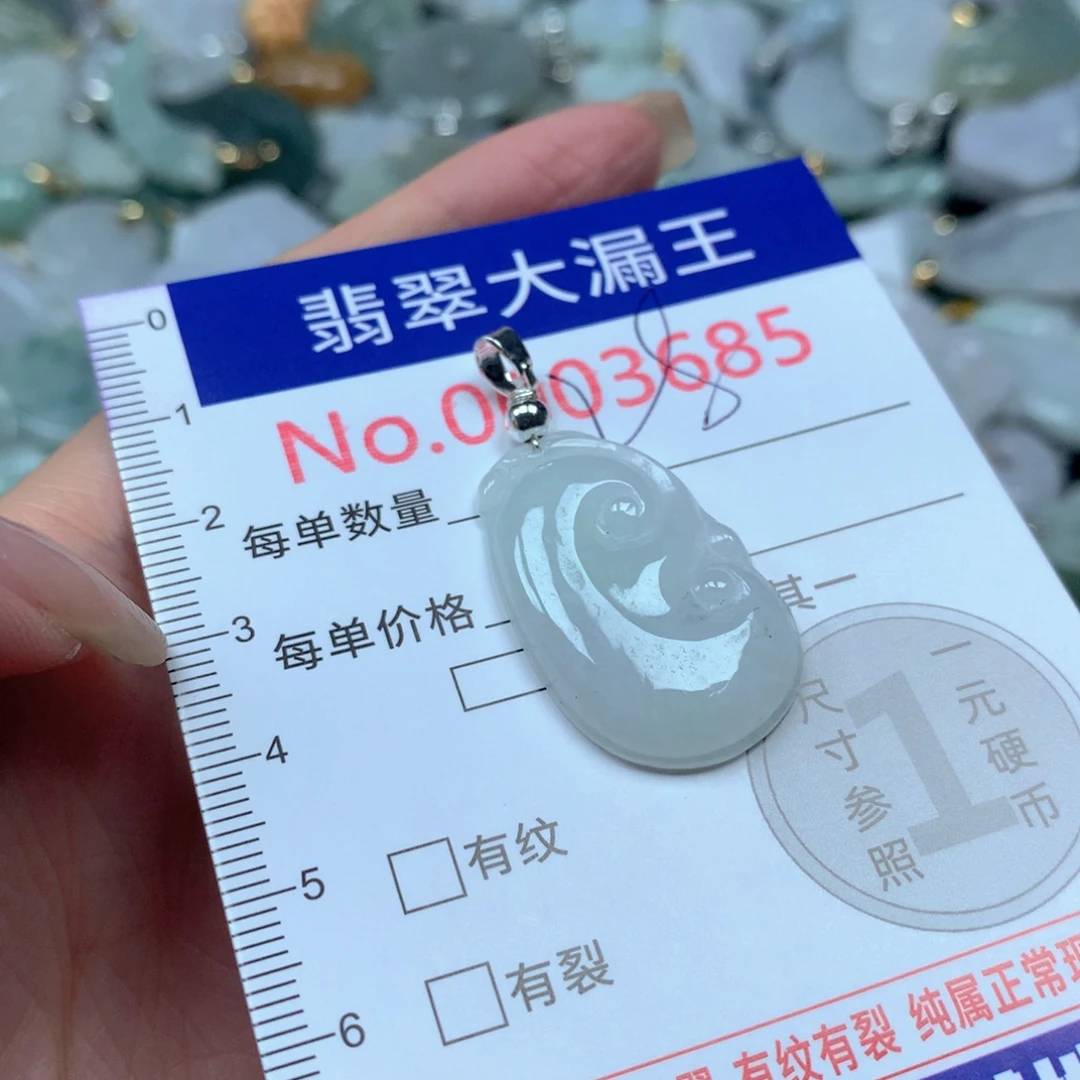 翡翠大漏王
No.0003685
每单数量
每单价格
其一
有纹
有裂
一元硬币
尺寸参照
1
0
1
2
3
4
5
6
有纹有裂 纯属正常现